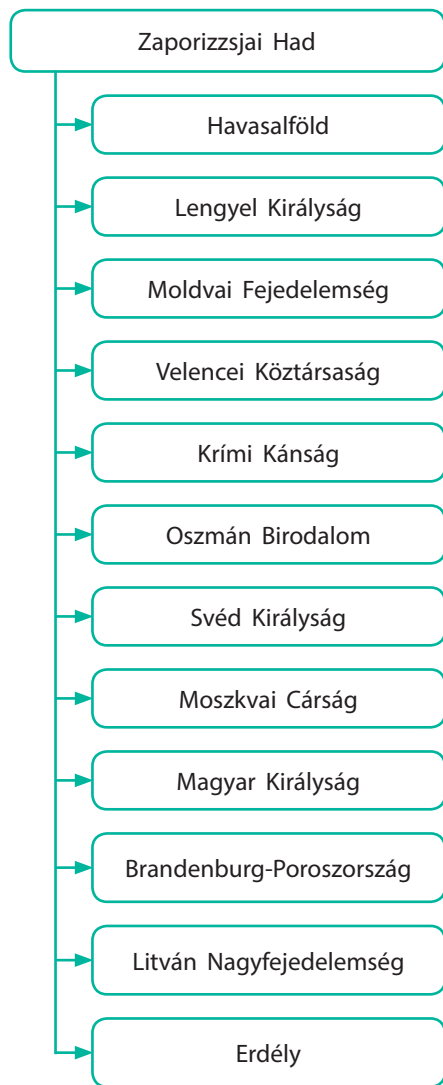 Zaporizzsjai Had
Havasalföld
Lengyel Királyság
Moldvai Fejedelemség
Velencei Köztársaság
Krími Kánság
Oszmán Birodalom
Svéd Királyság
Moszkvai Cárság
Magyar Királyság
Brandenburg-Poroszország
Litván Nagyfejedelemség
Erdély